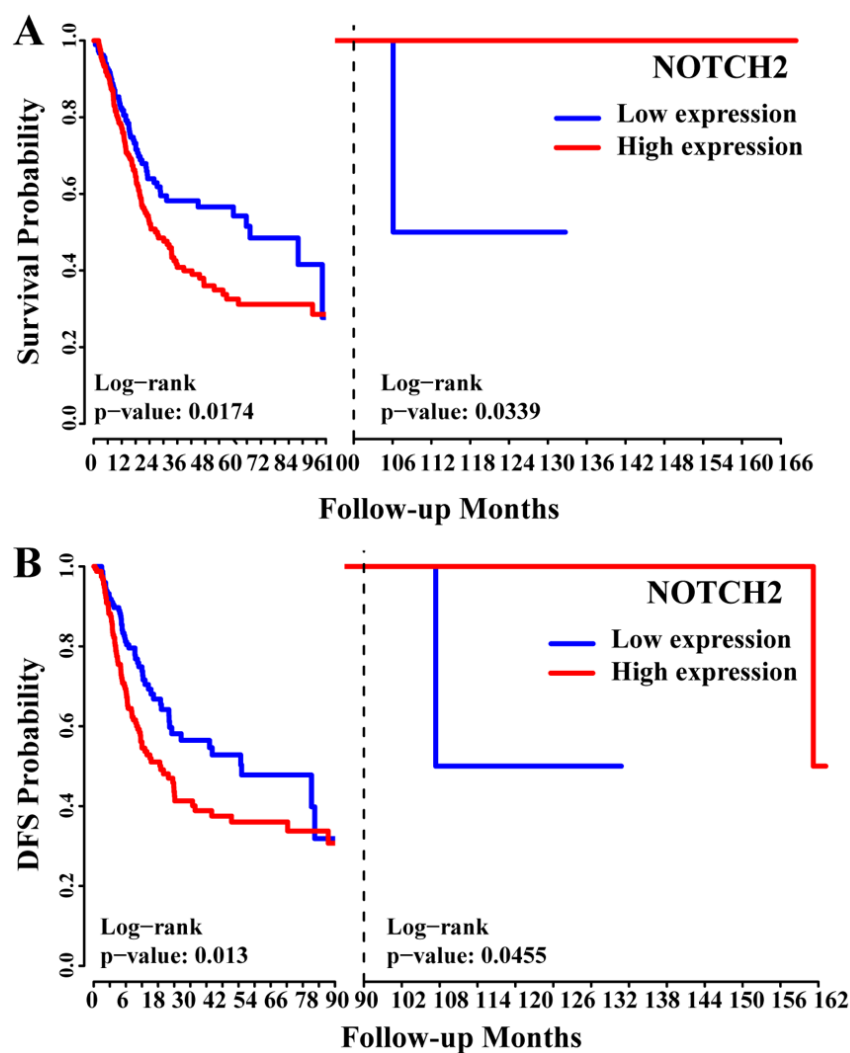 A
Survival Probability
0.0 0.2 0.4 0.6 0.8 1.0
NOTCH2
Low expression
High expression
Log−rank
p−value: 0.0174
Log−rank
p−value: 0.0339
0 12 24 36 48 60 72 84 96 100 106 112 118 124 130 136 142 148 154 160 166
Follow-up Months
B
DFS Probability
0.0 0.2 0.4 0.6 0.8 1.0
NOTCH2
Low expression
High expression
Log−rank
p−value: 0.013
Log−rank
p−value: 0.0455
0 6 18 30 42 54 66 78 90 90 102 108 114 120 126 132 138 144 150 156 162
Follow-up Months